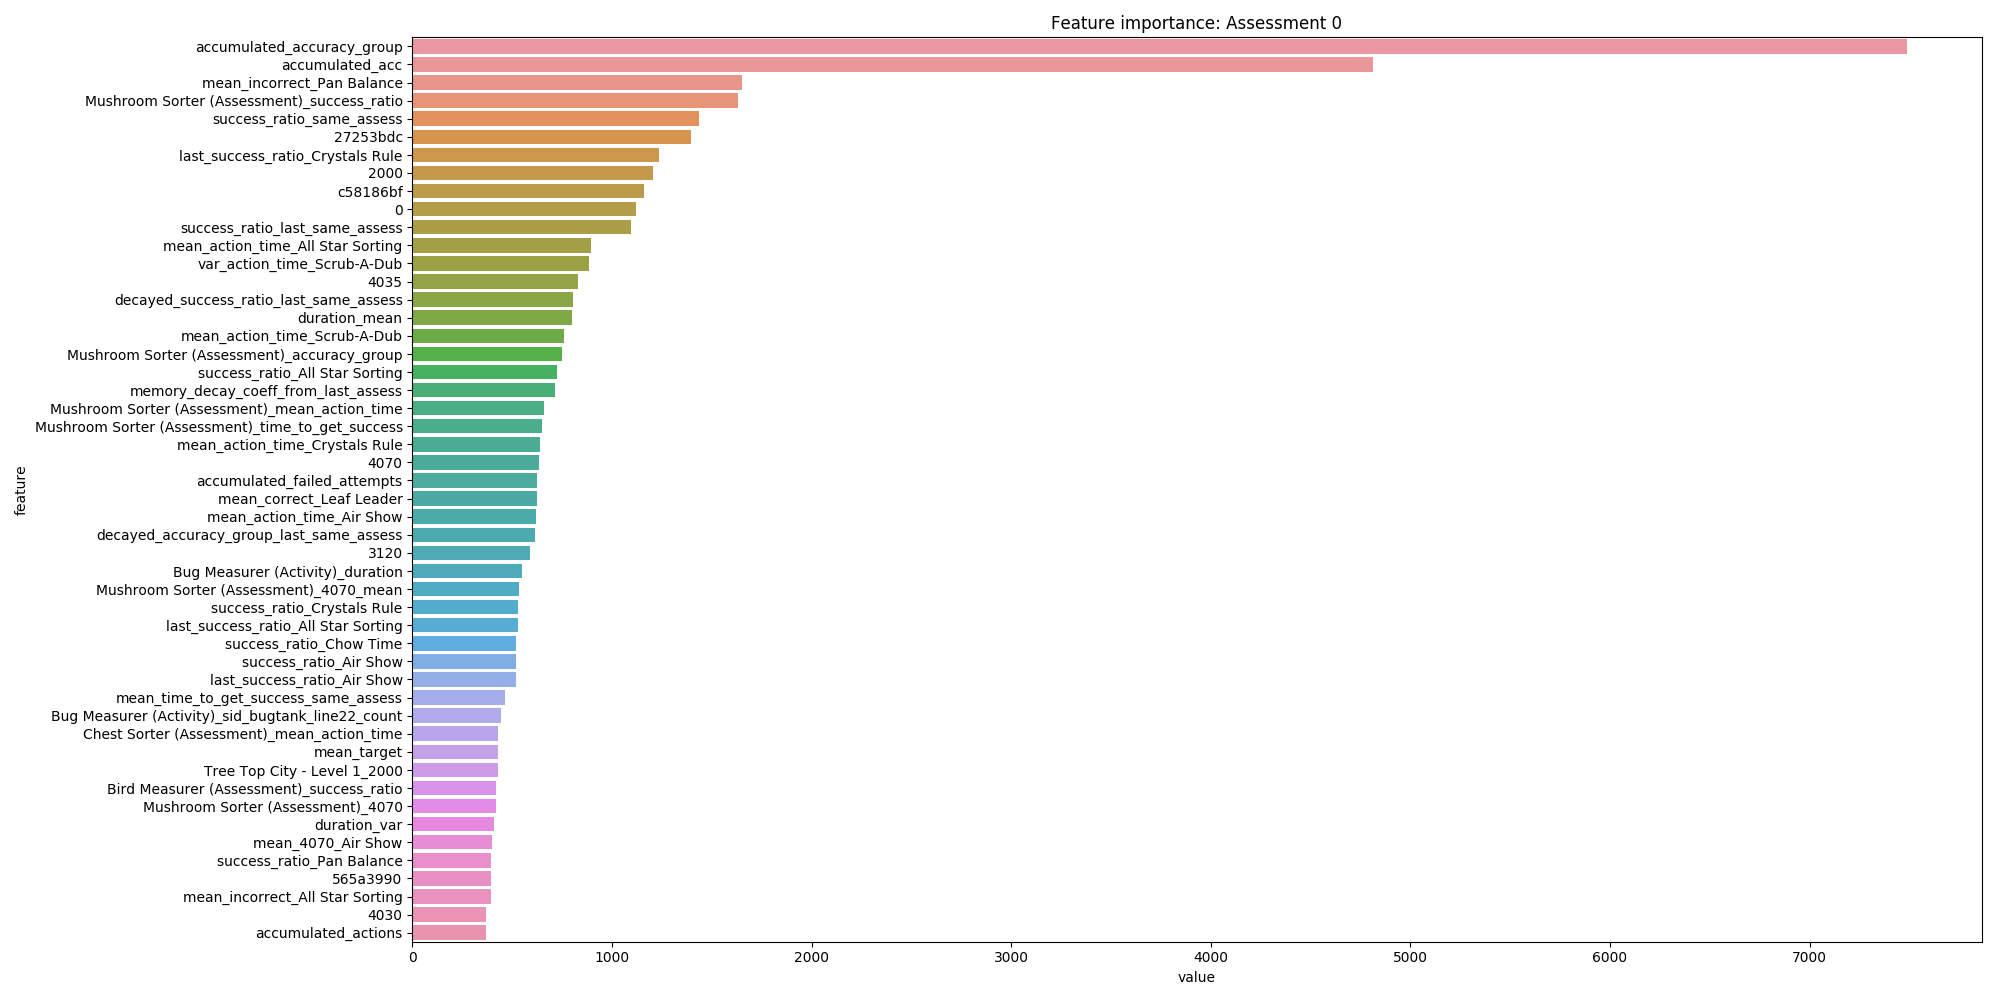 Feature importance: Assessment 0
accumulated_accuracy_group
accumulated_acc
mean_incorrect_Pan Balance
Mushroom Sorter (Assessment)_success_ratio
success_ratio_same_assess
27253bdc
last_success_ratio_Crystals Rule
2000
c58186bf
0
success_ratio_last_same_assess
mean_action_time_All Star Sorting
var_action_time_Scrub-A-Dub
4035
decayed_success_ratio_last_same_assess
duration_mean
mean_action_time_Scrub-A-Dub
Mushroom Sorter (Assessment)_accuracy_group
success_ratio_All Star Sorting
memory_decay_coeff_from_last_assess
Mushroom Sorter (Assessment)_mean_action_time
Mushroom Sorter (Assessment)_time_to_get_success
mean_action_time_Crystals Rule
4070
accumulated_failed_attempts
mean_correct_Leaf Leader
mean_action_time_Air Show
decayed_accuracy_group_last_same_assess
3120
Bug Measurer (Activity)_duration
Mushroom Sorter (Assessment)_4070_mean
success_ratio_Crystals Rule
last_success_ratio_All Star Sorting
success_ratio_Chow Time
success_ratio_Air Show
last_success_ratio_Air Show
mean_time_to_get_success_same_assess
Bug Measurer (Activity)_sid_bugtank_line22_count
Chest Sorter (Assessment)_mean_action_time
mean_target
Tree Top City - Level 1_2000
Bird Measurer (Assessment)_success_ratio
Mushroom Sorter (Assessment)_4070
duration_var
mean_4070_Air Show
success_ratio_Pan Balance
565a3990
mean_incorrect_All Star Sorting
4030
accumulated_actions
feature
0 1000 2000 3000 4000 5000 6000 7000
value